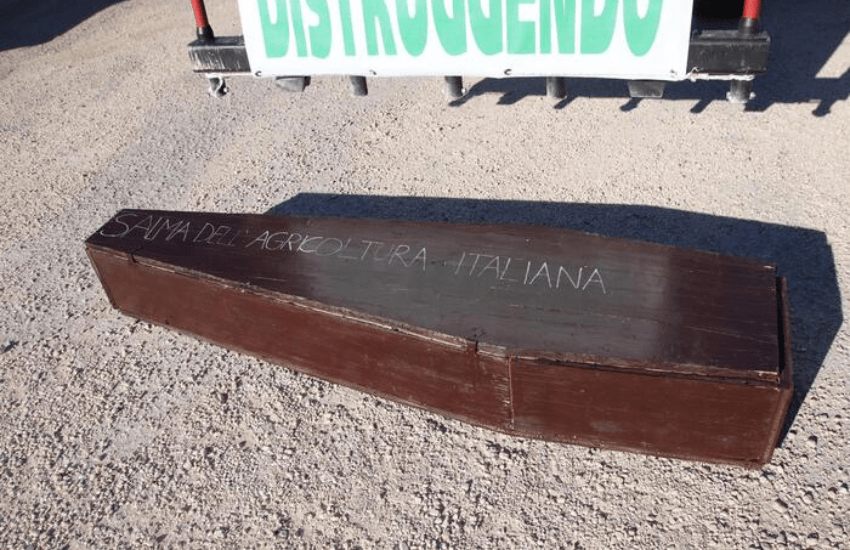 DISTRUGGENDO
SALMA DELL' AGRICOLTURA ITALIANA